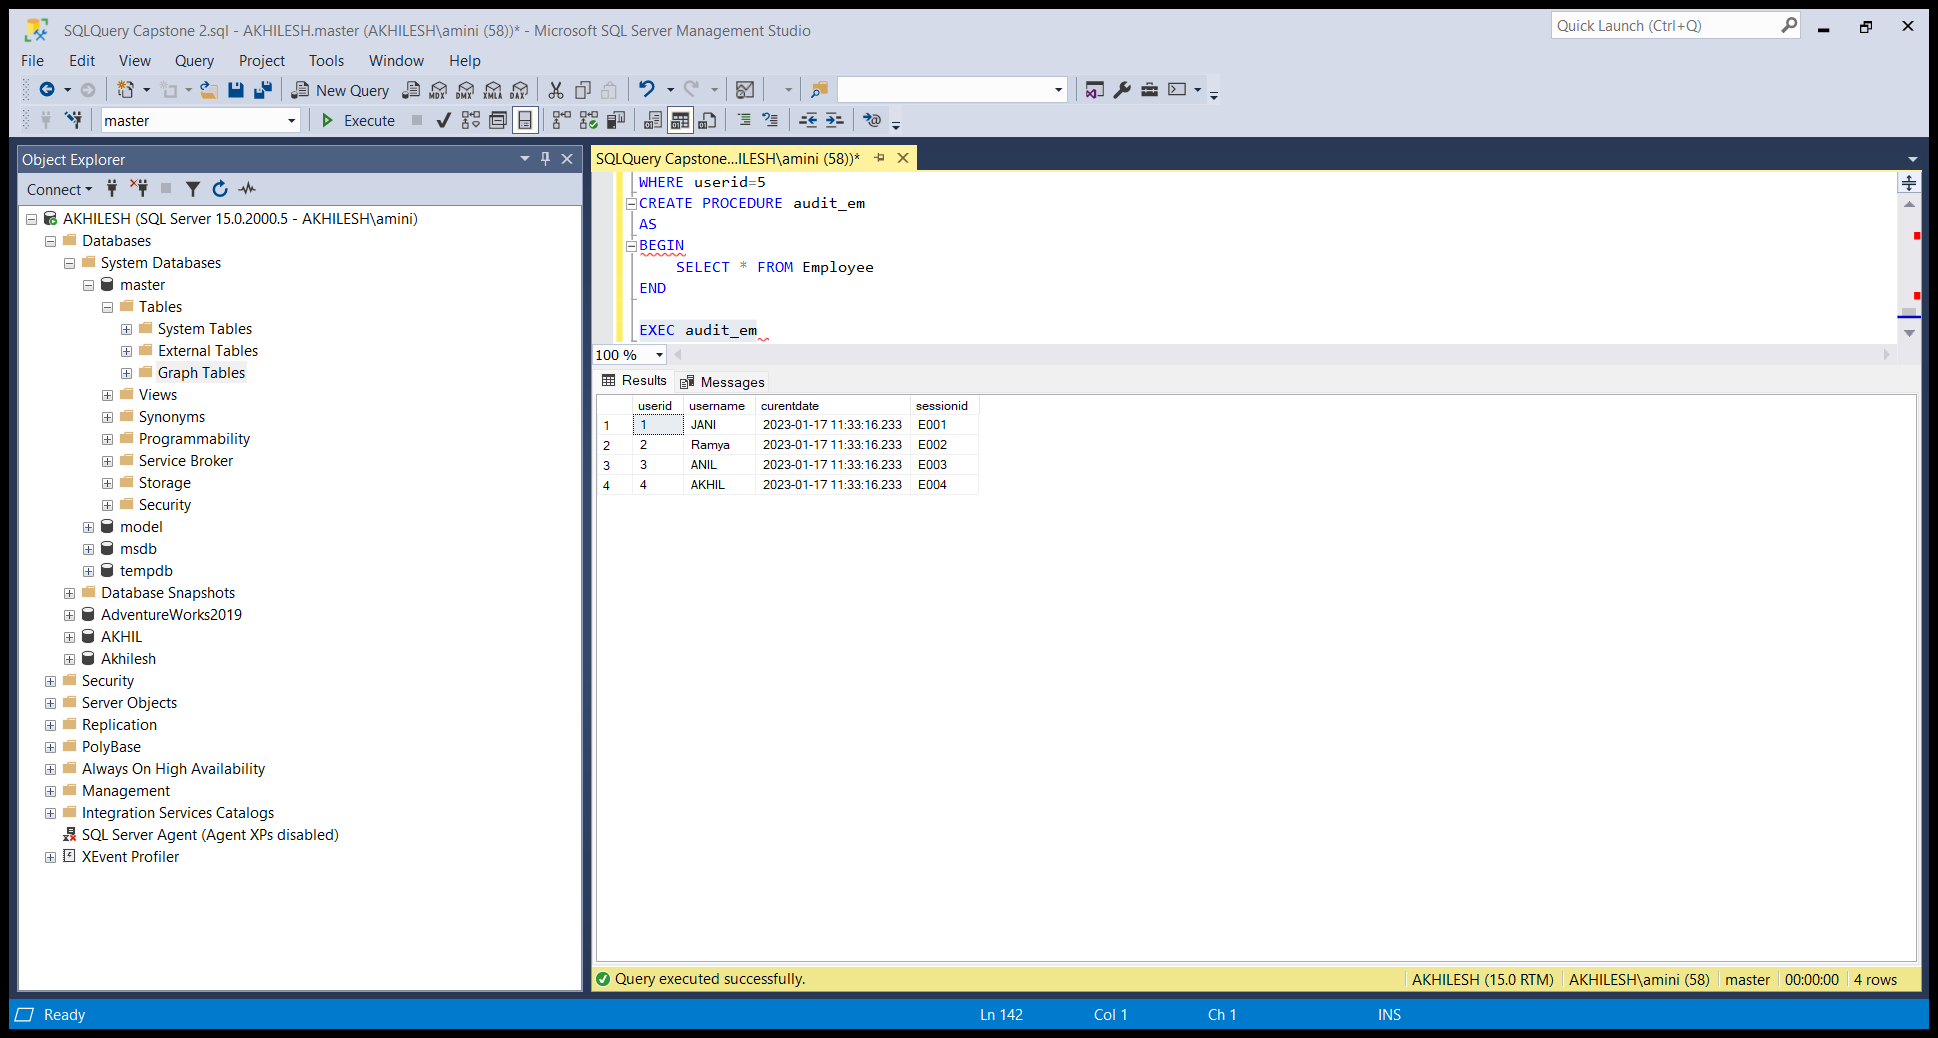 SQLQuery Capstone 2.sql - AKHILESH.master (AKHILESH\amini (58))* - Microsoft SQL Server Management Studio
Quick Launch (Ctrl+Q)
File Edit View Query Project Tools Window Help
New Query MDX DMX XMLA DAX
master Execute
Object Explorer
Connect
AKHILESH (SQL Server 15.0.2000.5 - AKHILESH\amini)
Databases
System Databases
master
Tables
System Tables
External Tables
Graph Tables
Views
Synonyms
Programmability
Service Broker
Storage
Security
model
msdb
tempdb
Database Snapshots
AdventureWorks2019
AKHIL
Akhilesh
Security
Server Objects
Replication
PolyBase
Always On High Availability
Management
Integration Services Catalogs
SQL Server Agent (Agent XPs disabled)
XEvent Profiler
SQLQuery Capstone...ILESH\amini (58))*
WHERE userid=5
CREATE PROCEDURE audit_em
AS
BEGIN
SELECT * FROM Employee
END
EXEC audit_em
100 %
Results Messages
userid username curentdate sessionid
1 1 JANI 2023-01-17 11:33:16.233 E001
2 2 Ramya 2023-01-17 11:33:16.233 E002
3 3 ANIL 2023-01-17 11:33:16.233 E003
4 4 AKHIL 2023-01-17 11:33:16.233 E004
Query executed successfully. AKHILESH (15.0 RTM) AKHILESH\amini (58) master 00:00:00 4 rows
Ready Ln 142 Col 1 Ch 1 INS